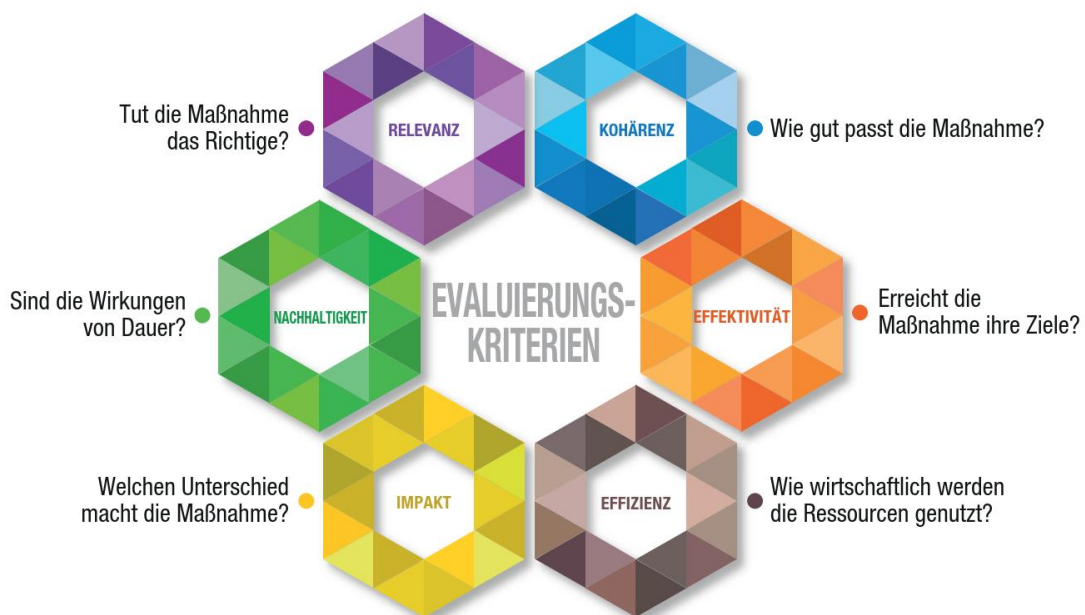 Tut die Maßnahme
das Richtige?
RELEVANZ
KOHÄRENZ
Wie gut passt die Maßnahme?
Sind die Wirkungen
von Dauer?
NACHHALTIGKEIT
EVALUIERUNGS-
KRITERIEN
EFFEKTIVITÄT
Erreicht die
Maßnahme ihre Ziele?
Welchen Unterschied
macht die Maßnahme?
IMPAKT
EFFIZIENZ
Wie wirtschaftlich werden
die Ressourcen genutzt?